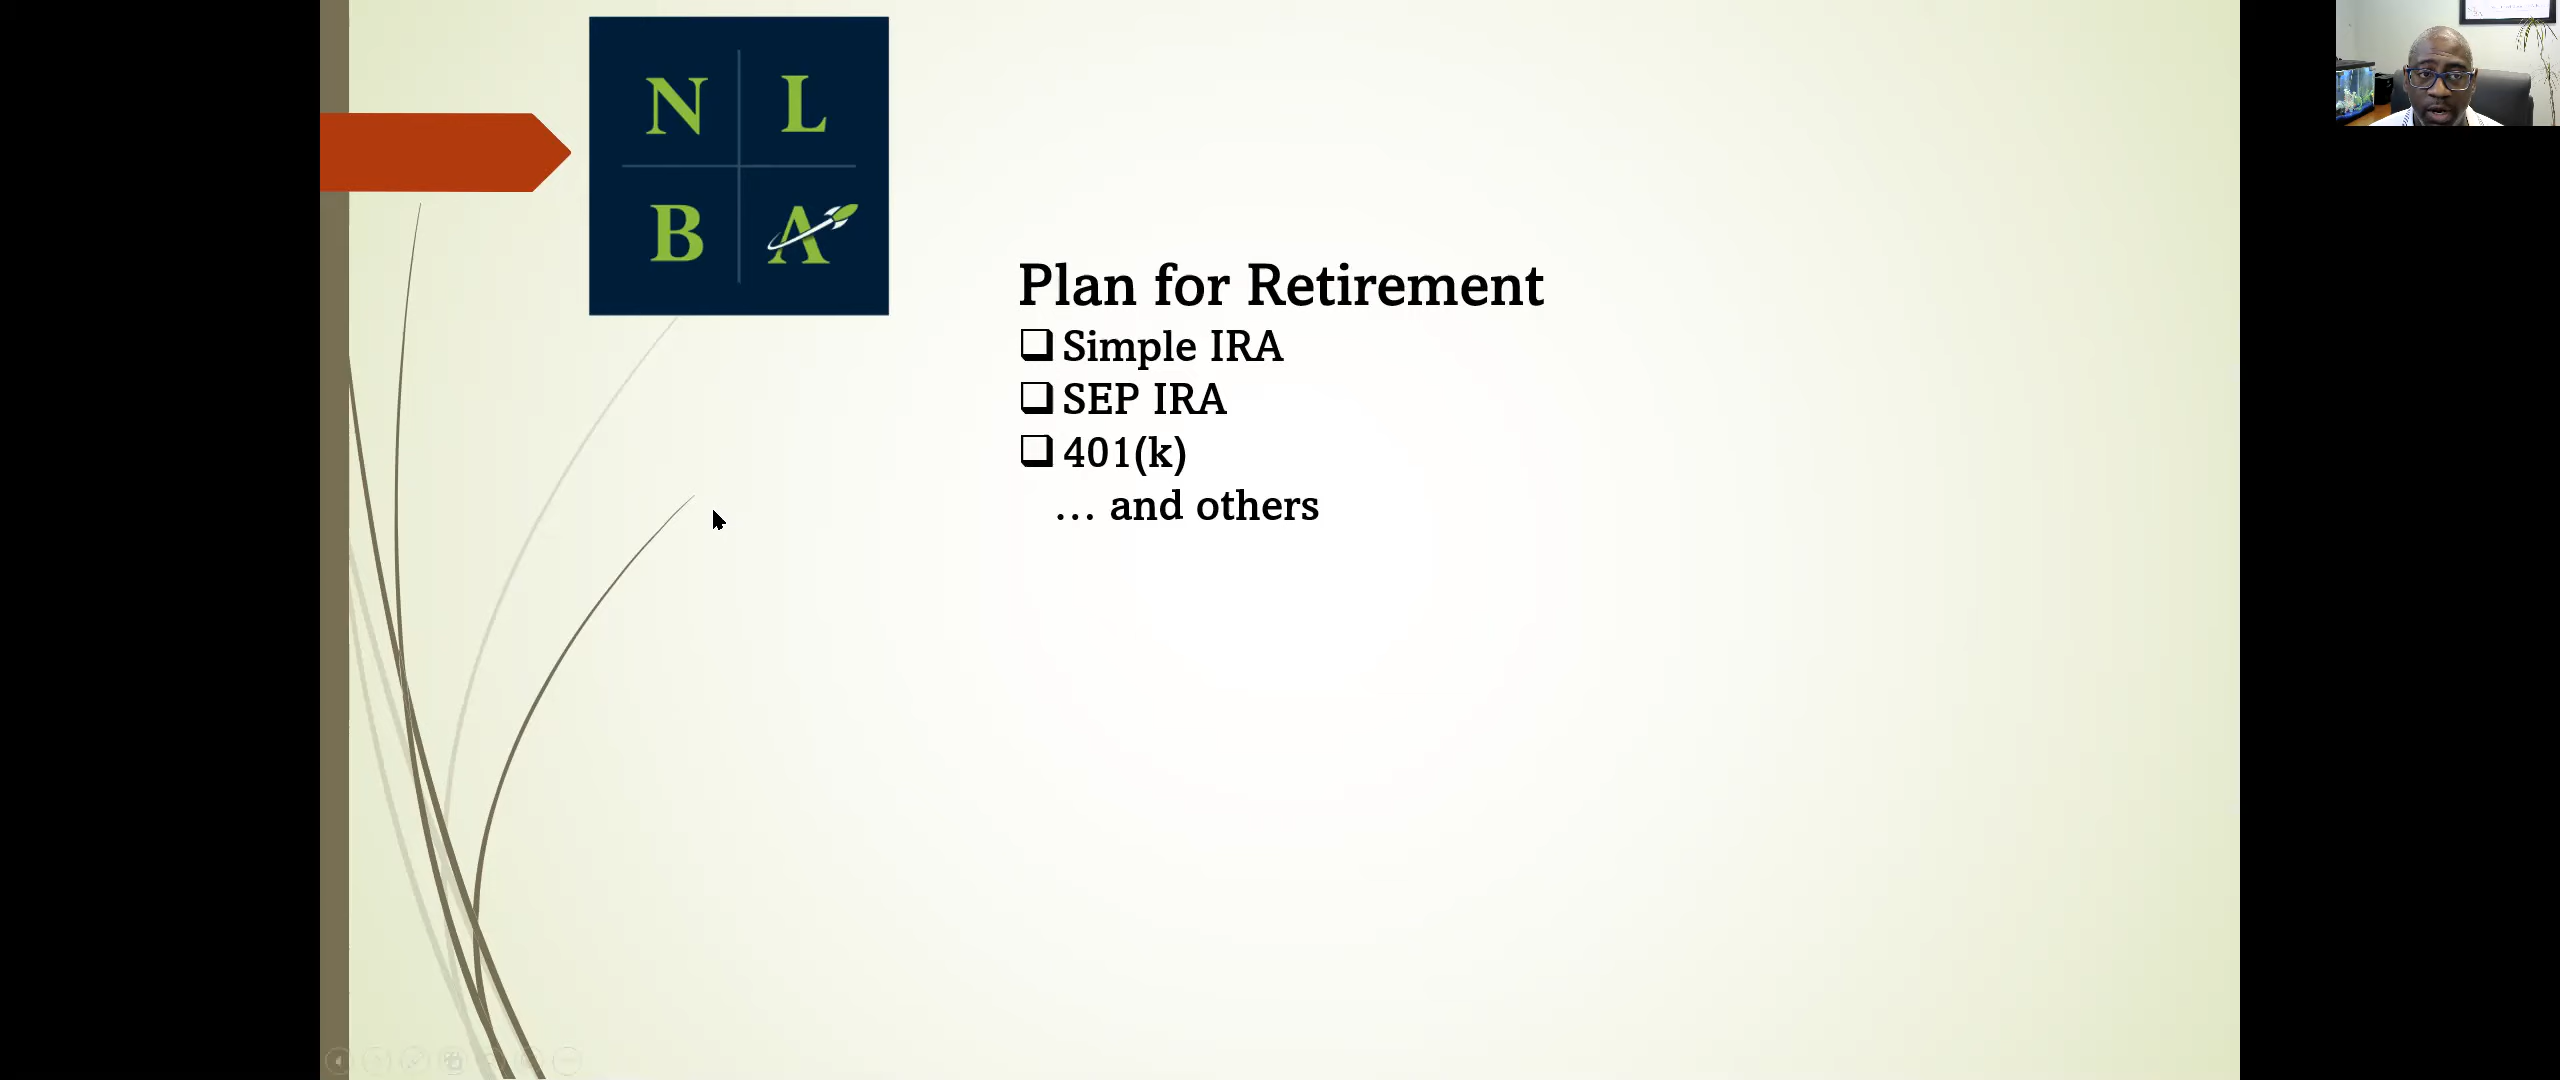 N L
B A
Plan for Retirement
Simple IRA
SEP IRA
401(k)
... and others